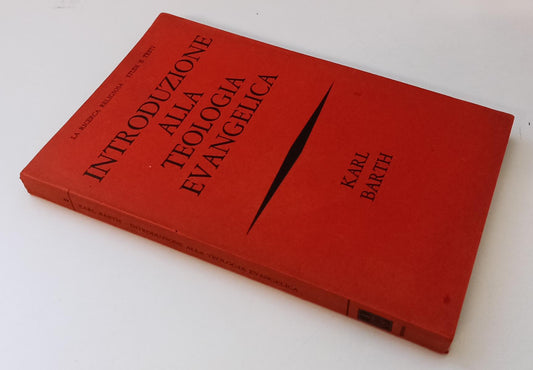 LA RICERCA RELIGIOSA STUDI E TESTI
INTRODUZIONE
ALLA
TEOLOGIA
EVANGELICA
KARL
BARTH
KARL BARTH - INTRODUZIONE ALLA TEOLOGIA EVANGELICA